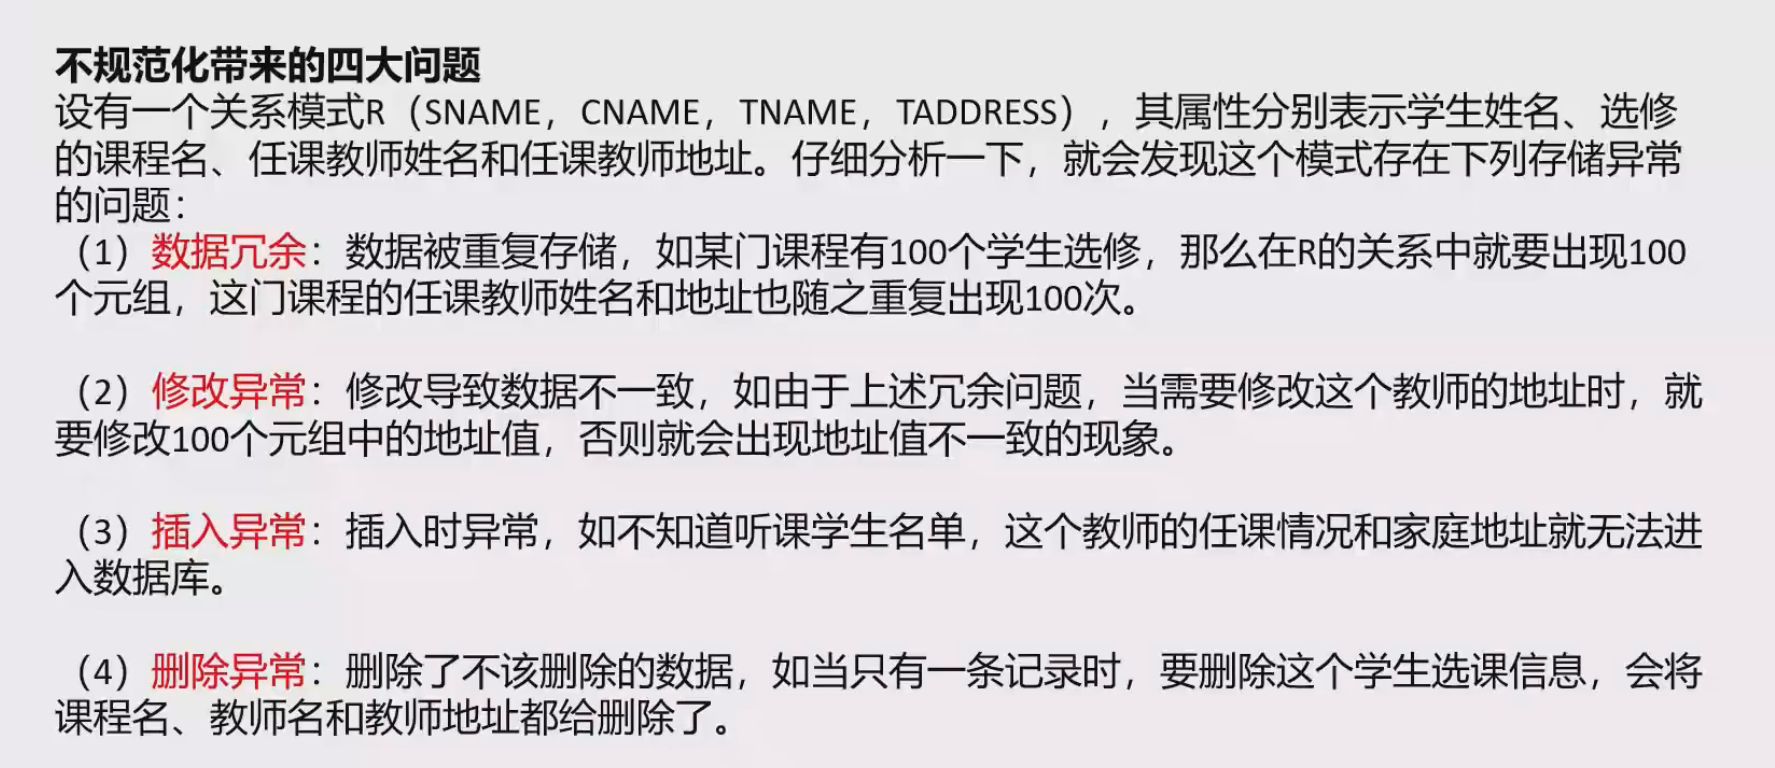 不规范化带来的四大问题
设有一个关系模式R（SNAME，CNAME，TNAME，TADDRESS），其属性分别表示学生姓名、选修
的课程名、任课教师姓名和任课教师地址。仔细分析一下，就会发现这个模式存在下列存储异常
的问题：
（1）数据冗余：数据被重复存储，如某门课程有100个学生选修，那么在R的关系中就要出现100
个元组，这门课程的任课教师姓名和地址也随之重复出现100次。
（2）修改异常：修改导致数据不一致，如由于上述冗余问题，当需要修改这个教师的地址时，就
要修改100个元组中的地址值，否则就会出现地址值不一致的现象。
（3）插入异常：插入时异常，如不知道听课学生名单，这个教师的任课情况和家庭地址就无法进
入数据库。
（4）删除异常：删除了不该删除的数据，如当只有一条记录时，要删除这个学生选课信息，会将
课程名、教师名和教师地址都给删除了。